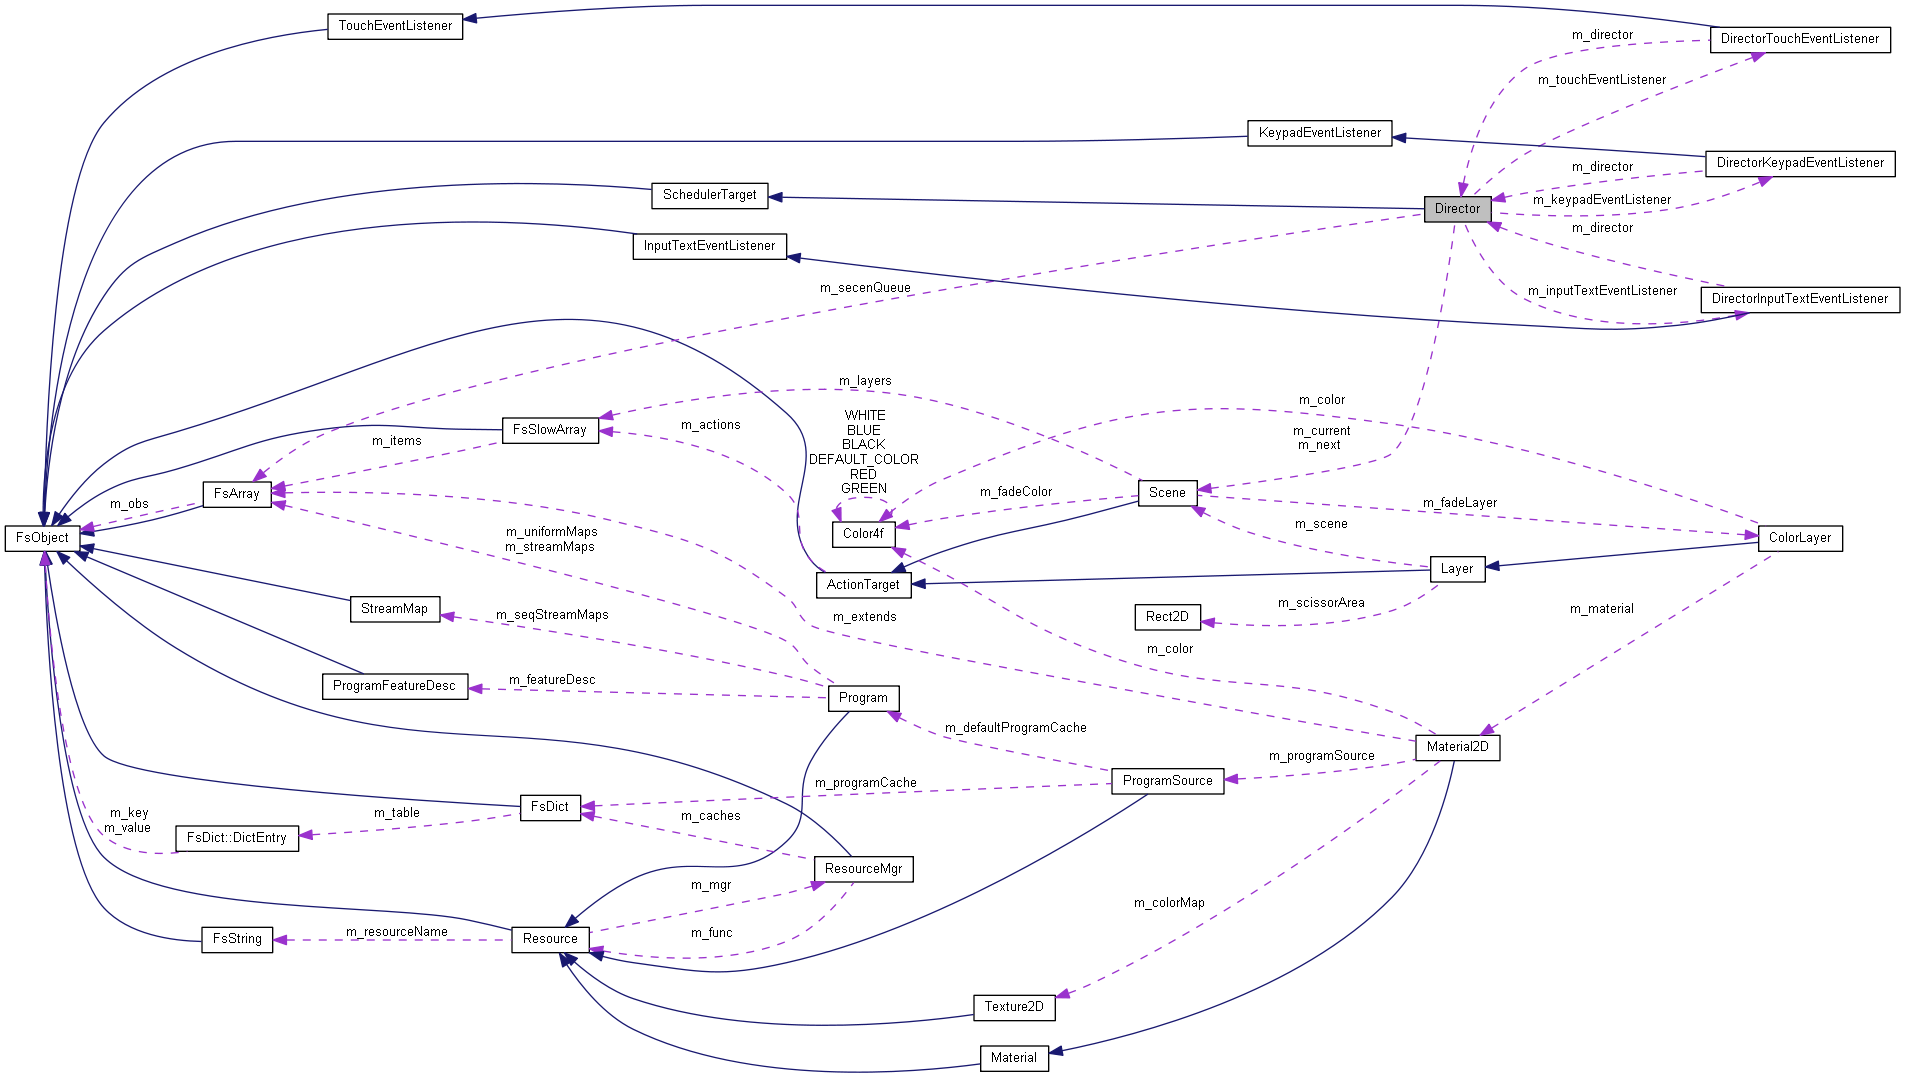 TouchEventListener
m_director
DirectorTouchEventListener
m_touchEventListener
KeypadEventListener
m_director
DirectorKeypadEventListener
SchedulerTarget
Director
m_keypadEventListener
m_director
InputTextEventListener
m_secenQueue
m_inputTextEventListener
DirectorInputTextEventListener
m_layers
m_color
FsSlowArray
m_actions
m_items
WHITE
BLUE
BLACK
DEFAULT_COLOR
RED
GREEN
m_current
m_next
FsArray
m_obs
m_fadeColor
Scene
m_fadeLayer
FsObject
m_uniformMaps
m_streamMaps
Color4f
m_scene
ColorLayer
ActionTarget
Layer
StreamMap
m_seqStreamMaps
m_extends
Rect2D
m_scissorArea
m_material
m_color
ProgramFeatureDesc
m_featureDesc
Program
m_defaultProgramCache
Material2D
m_programSource
ProgramSource
m_programCache
FsDict
m_key
m_value
m_table
m_caches
FsDict::DictEntry
ResourceMgr
m_mgr
m_colorMap
FsString
m_resourceName
Resource
m_func
Texture2D
Material